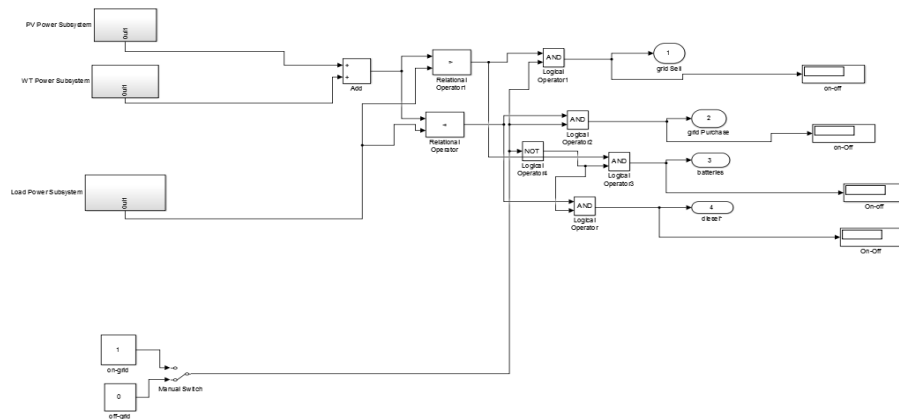 PV Power Subsystem
Out1
WT Power Subsystem
Out1
Load Power Subsystem
Out1
+
+
Add
>
Relational
Operator1
<
Relational
Operator
AND
Logical
Operator1
1
grid Sell
on-off
AND
Logical
Operator2
2
grid Purchase
on-Off
NOT
Logical
Operator4
AND
Logical
Operator3
3
batteries
On-off
AND
Logical
Operator
4
diesel"
On-Off
1
on-grid
0
off-grid
Manual Switch